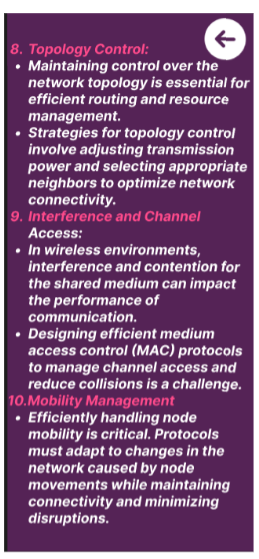 8. Topology Control:
• Maintaining control over the
network topology is essential for
efficient routing and resource
management.
• Strategies for topology control
involve adjusting transmission
power and selecting appropriate
neighbors to optimize network
connectivity.
9. Interference and Channel
Access:
• In wireless environments,
interference and contention for
the shared medium can impact
the performance of
communication.
• Designing efficient medium
access control (MAC) protocols
to manage channel access and
reduce collisions is a challenge.
10.Mobility Management
• Efficiently handling node
mobility is critical. Protocols
must adapt to changes in the
network caused by node
movements while maintaining
connectivity and minimizing
disruptions.